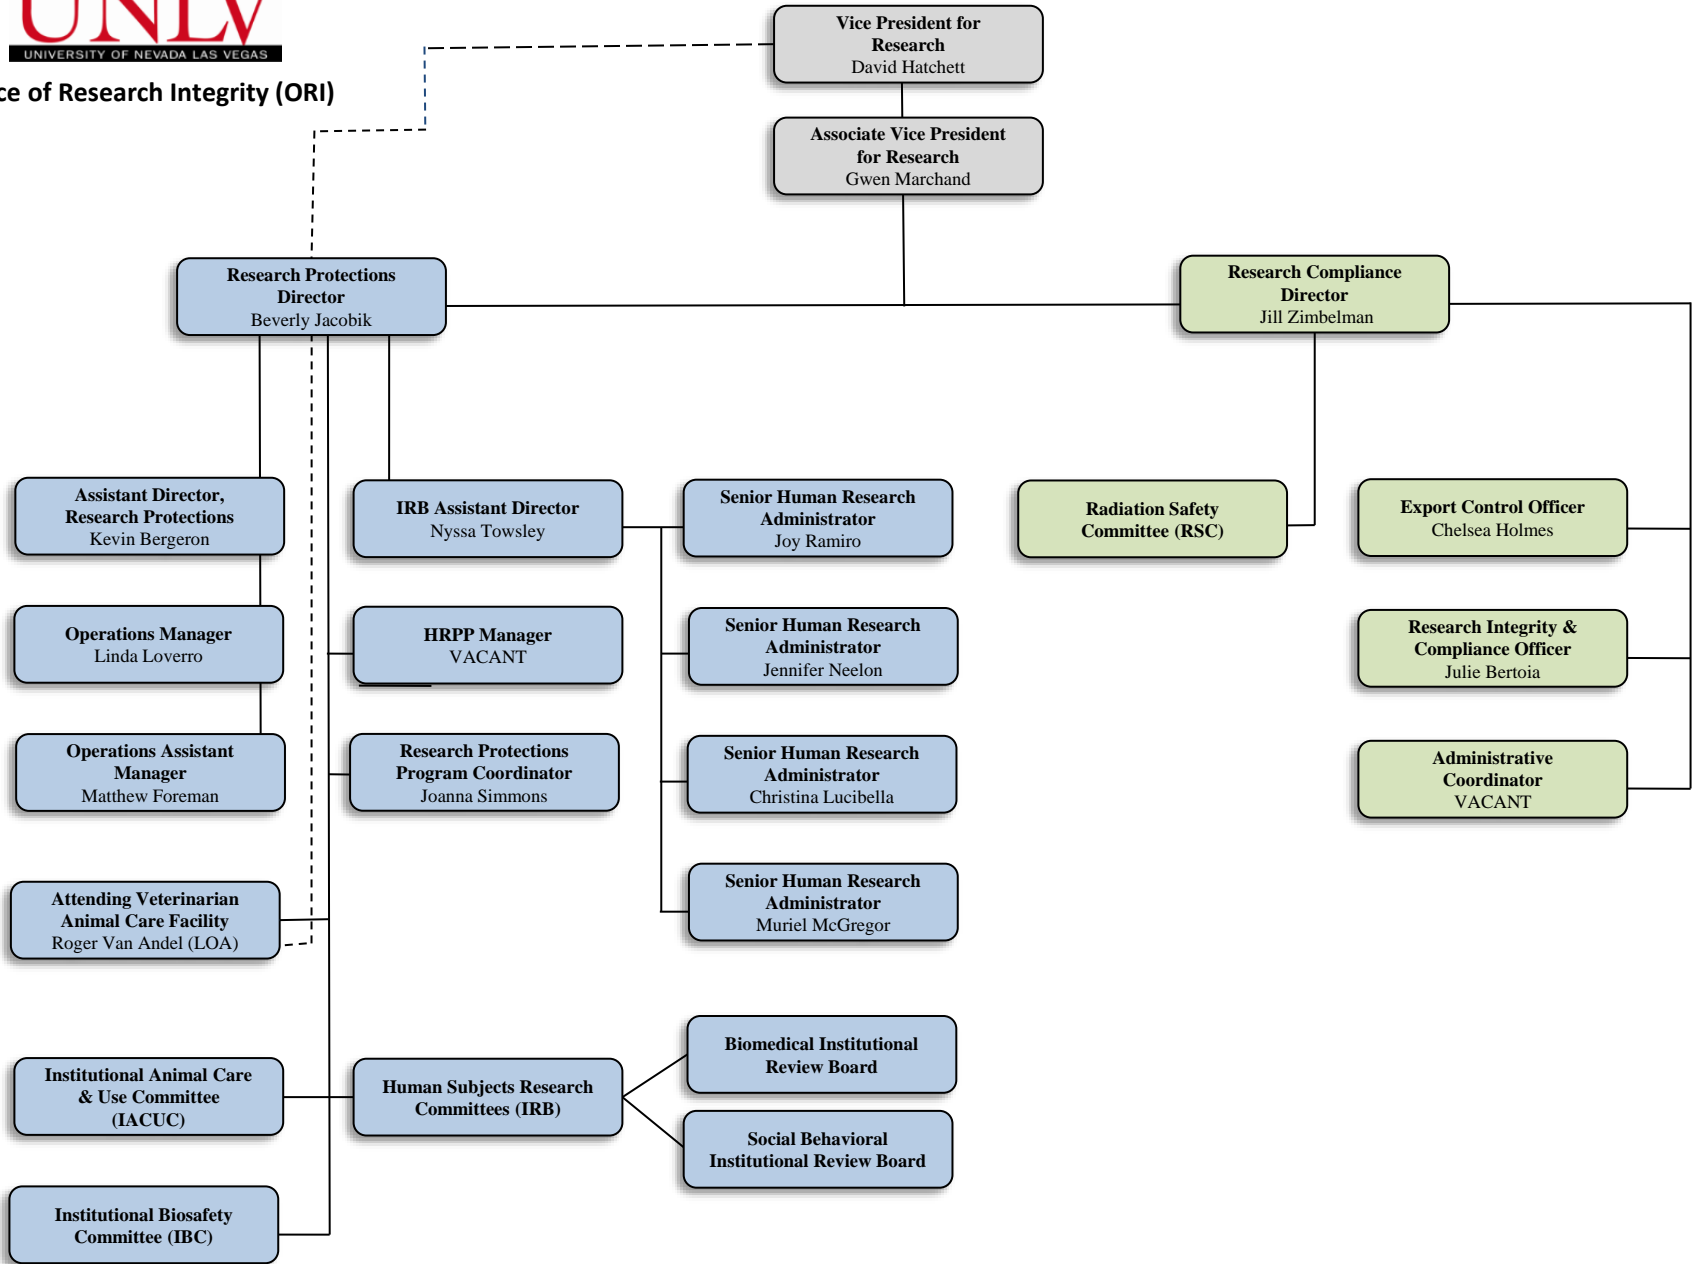 UNLV
UNIVERSITY OF NEVADA LAS VEGAS
ce of Research Integrity (ORI)
Vice President for
Research
David Hatchett
Associate Vice President
for Research
Gwen Marchand
Research Protections
Director
Beverly Jacobik
Research Compliance
Director
Jill Zimbelman
Assistant Director,
Research Protections
Kevin Bergeron
IRB Assistant Director
Nyssa Towsley
Senior Human Research
Administrator
Joy Ramiro
Radiation Safety
Committee (RSC)
Export Control Officer
Chelsea Holmes
Operations Manager
Linda Loverro
HRPP Manager
VACANT
Senior Human Research
Administrator
Jennifer Neelon
Research Integrity &
Compliance Officer
Julie Bertoia
Operations Assistant
Manager
Matthew Foreman
Research Protections
Program Coordinator
Joanna Simmons
Senior Human Research
Administrator
Christina Lucibella
Administrative
Coordinator
VACANT
Attending Veterinarian
Animal Care Facility
Roger Van Andel (LOA)
Senior Human Research
Administrator
Muriel McGregor
Institutional Animal Care
& Use Committee
(IACUC)
Human Subjects Research
Committees (IRB)
Biomedical Institutional
Review Board
Social Behavioral
Institutional Review Board
Institutional Biosafety
Committee (IBC)